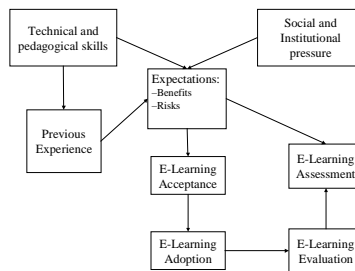 Technical and
pedagogical skills
Social and
Institutional
pressure
Expectations:
–Benefits
–Risks
Previous
Experience
E-Learning
Acceptance
E-Learning
Assessment
E-Learning
Adoption
E-Learning
Evaluation